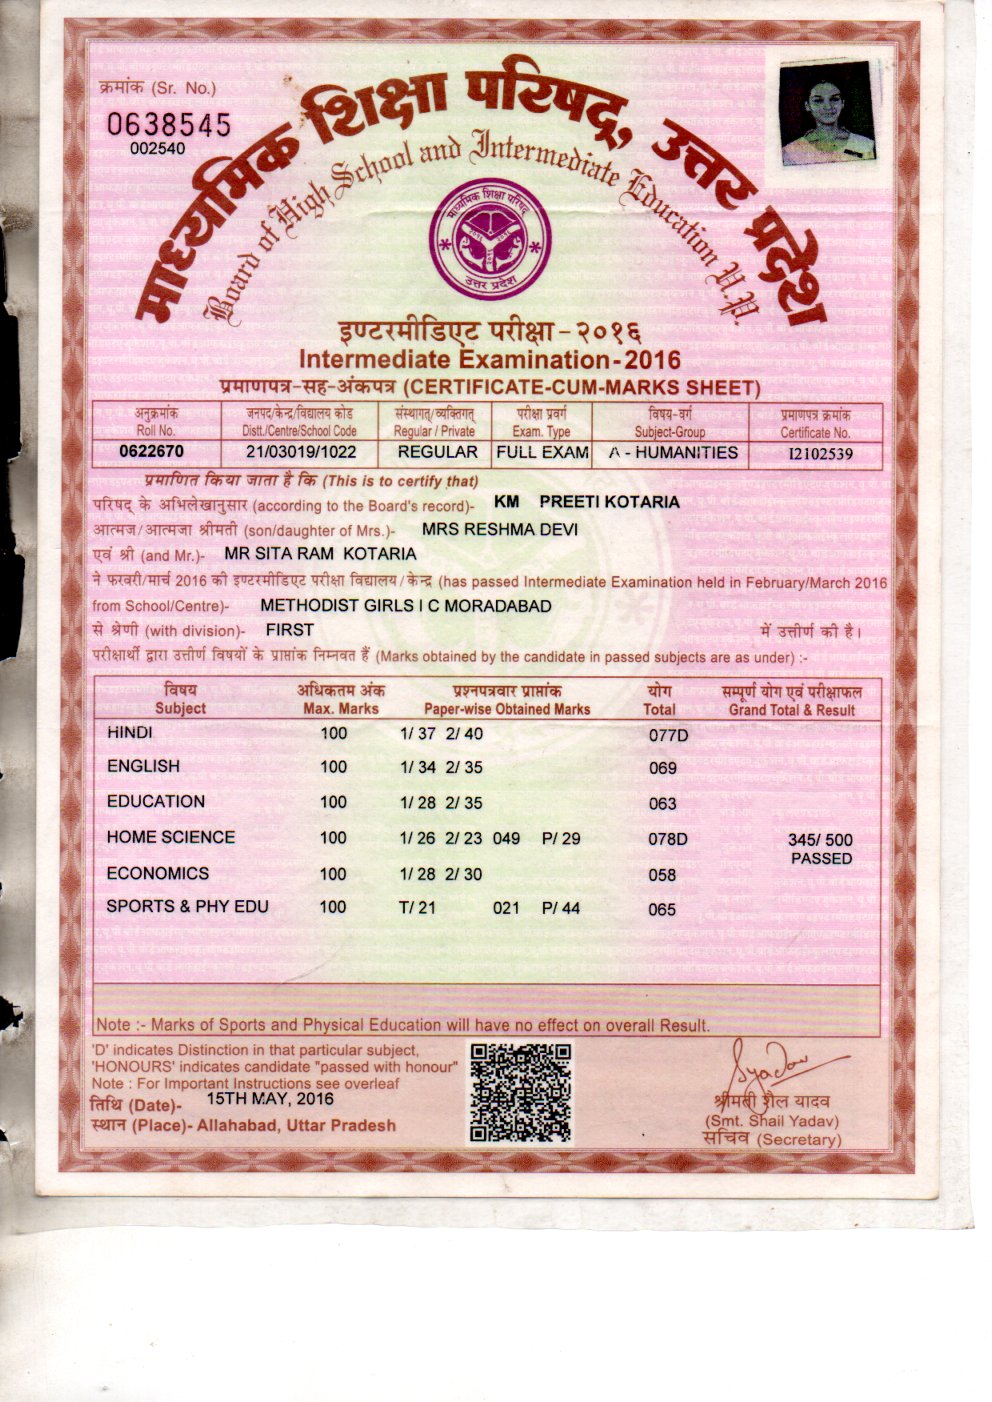 क्रमांक (Sr. No.)
0638545
002540
माध्यमिक शिक्षा परिषद्, उत्तर प्रदेश
Board of High School and Intermediate Education U.P.
माध्यमिक शिक्षा परिषद्
उत्तर प्रदेश
इण्टरमीडिएट परीक्षा-२०१६
Intermediate Examination-2016
प्रमाणपत्र-सह-अंकपत्र (CERTIFICATE-CUM-MARKS SHEET)
अनुक्रमांक जनपद/केन्द्र/विद्यालय कोड संस्थागत/व्यक्तिगत परीक्षा प्रवर्ग विषय-वर्ग प्रमाणपत्र क्रमांक
Roll No. Distt./Centre/School Code Regular / Private Exam. Type Subject-Group Certificate No.
0622670 21/03019/1022 REGULAR FULL EXAM A - HUMANITIES I2102539
प्रमाणित किया जाता है कि (This is to certify that)
परिषद् के अभिलेखानुसार (according to the Board's record)- KM PREETI KOTARIA
आत्मज/आत्मजा श्रीमती (son/daughter of Mrs.)- MRS RESHMA DEVI
एवं श्री (and Mr.)- MR SITA RAM KOTARIA
ने फरवरी/मार्च 2016 की इण्टरमीडिएट परीक्षा विद्यालय/केन्द्र (has passed Intermediate Examination held in February/March 2016
from School/Centre)- METHODIST GIRLS I C MORADABAD
से श्रेणी (with division)- FIRST में उत्तीर्ण की है।
परीक्षार्थी द्वारा उत्तीर्ण विषयों के प्राप्तांक निम्नवत हैं (Marks obtained by the candidate in passed subjects are as under) :-
विषय अधिकतम अंक प्रश्नपत्रवार प्राप्तांक योग सम्पूर्ण योग एवं परीक्षाफल
Subject Max. Marks Paper-wise Obtained Marks Total Grand Total & Result
HINDI 100 1/ 37 2/ 40 077D
ENGLISH 100 1/ 34 2/ 35 069
EDUCATION 100 1/ 28 2/ 35 063
HOME SCIENCE 100 1/ 26 2/ 23 049 P/ 29 078D 345/ 500
PASSED
ECONOMICS 100 1/ 28 2/ 30 058
SPORTS & PHY EDU 100 T/ 21 021 P/ 44 065
Note :- Marks of Sports and Physical Education will have no effect on overall Result.
'D' indicates Distinction in that particular subject,
'HONOURS' indicates candidate "passed with honour"
Note : For Important Instructions see overleaf
तिथि (Date)- 15TH MAY, 2016
स्थान (Place)- Allahabad, Uttar Pradesh
Syadav
श्रीमती शैल यादव
(Smt. Shail Yadav)
सचिव (Secretary)